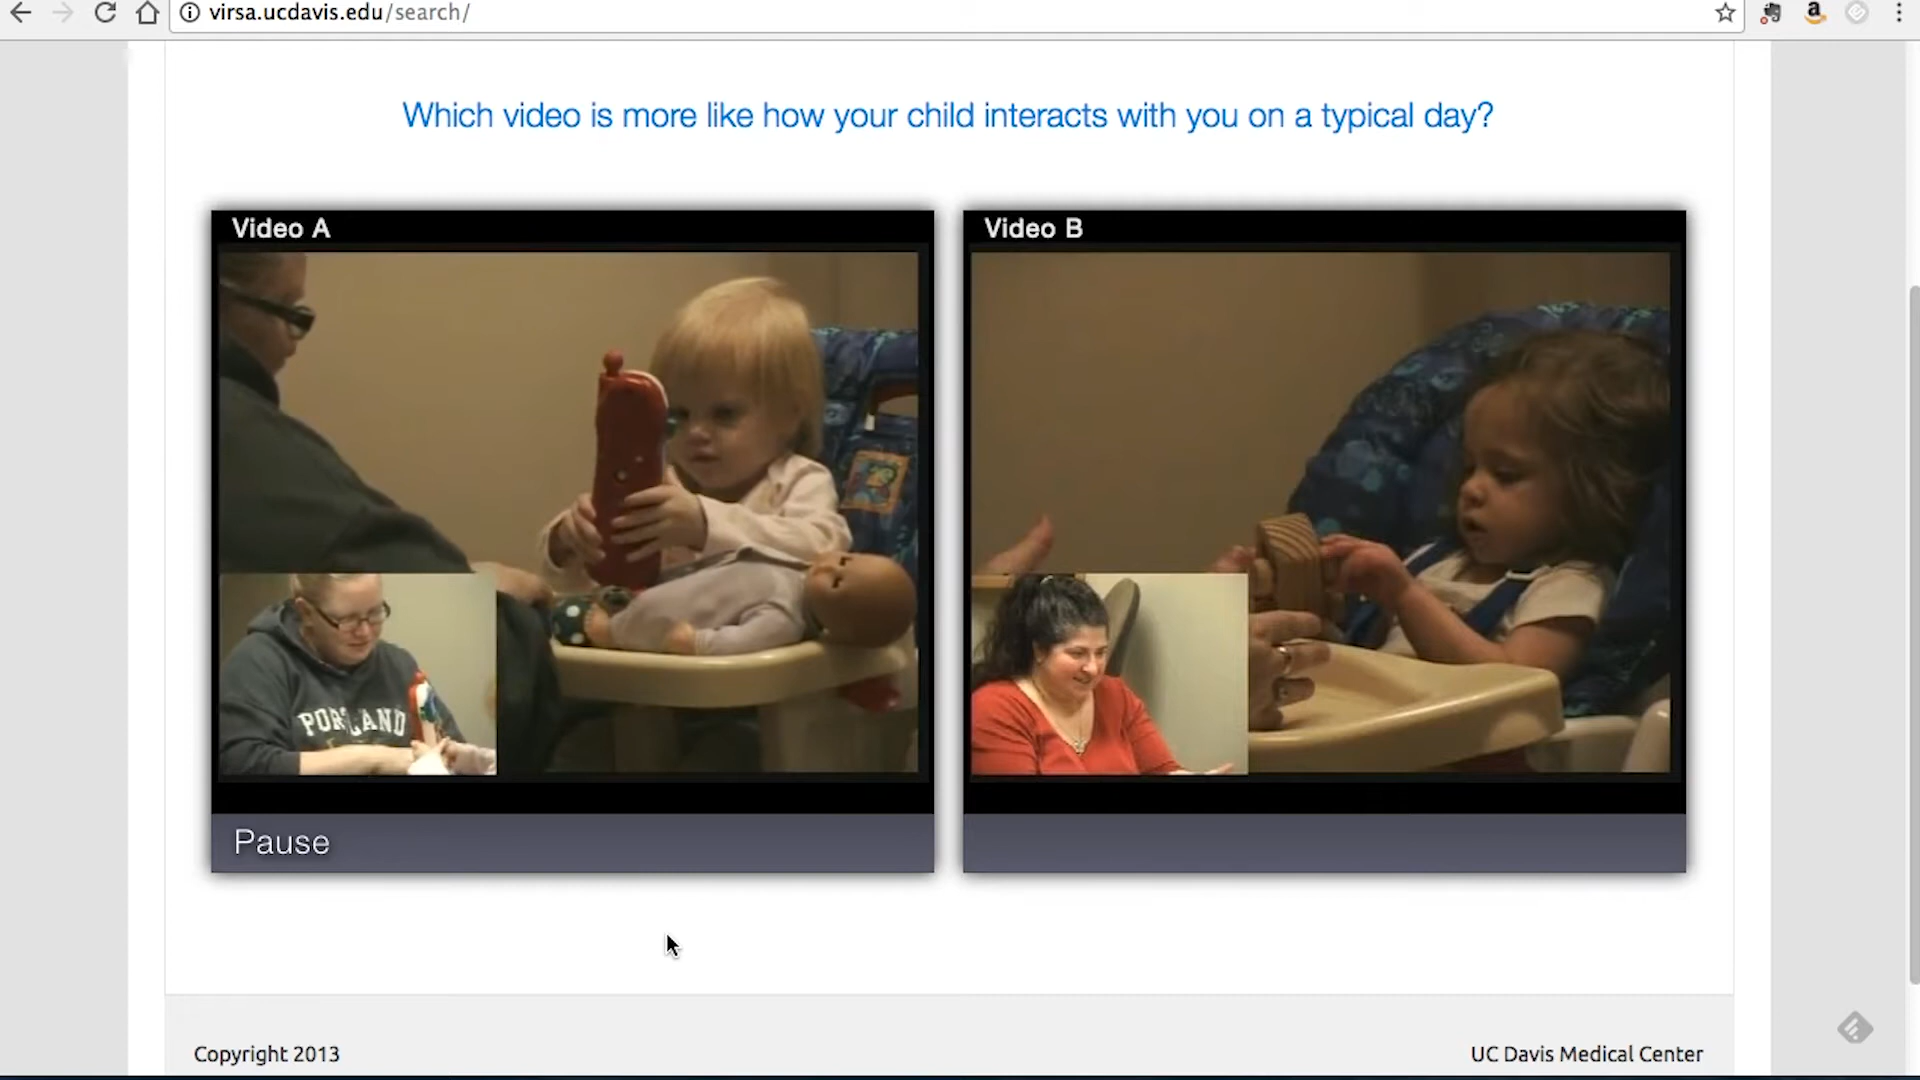 virsa.ucdavis.edu/search/
Which video is more like how your child interacts with you on a typical day?
Video A
Video B
PORTLAND
Pause
Copyright 2013
UC Davis Medical Center